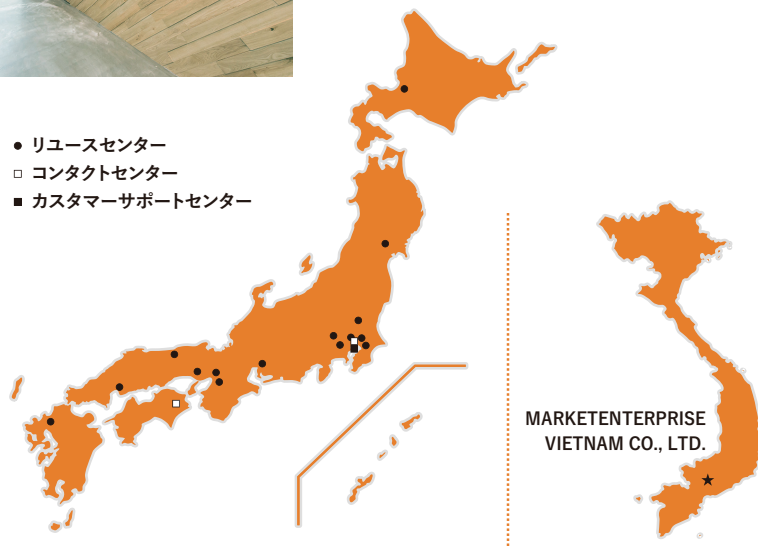 ● リユースセンター
□ コンタクトセンター
■ カスタマーサポートセンター
MARKETENTERPRISE
VIETNAM CO., LTD.